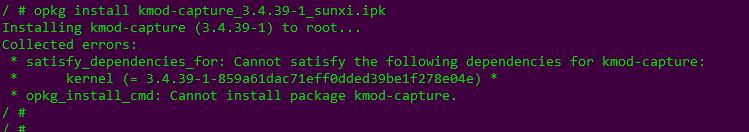 / # opkg install kmod-capture_3.4.39-1_sunxi.ipk
Installing kmod-capture (3.4.39-1) to root...
Collected errors:
 * satisfy_dependencies_for: Cannot satisfy the following dependencies for kmod-capture:
 *      kernel (= 3.4.39-1-859a61dac71eff0dded39be1f278e04e) *
 * opkg_install_cmd: Cannot install package kmod-capture.
/ #
/ #